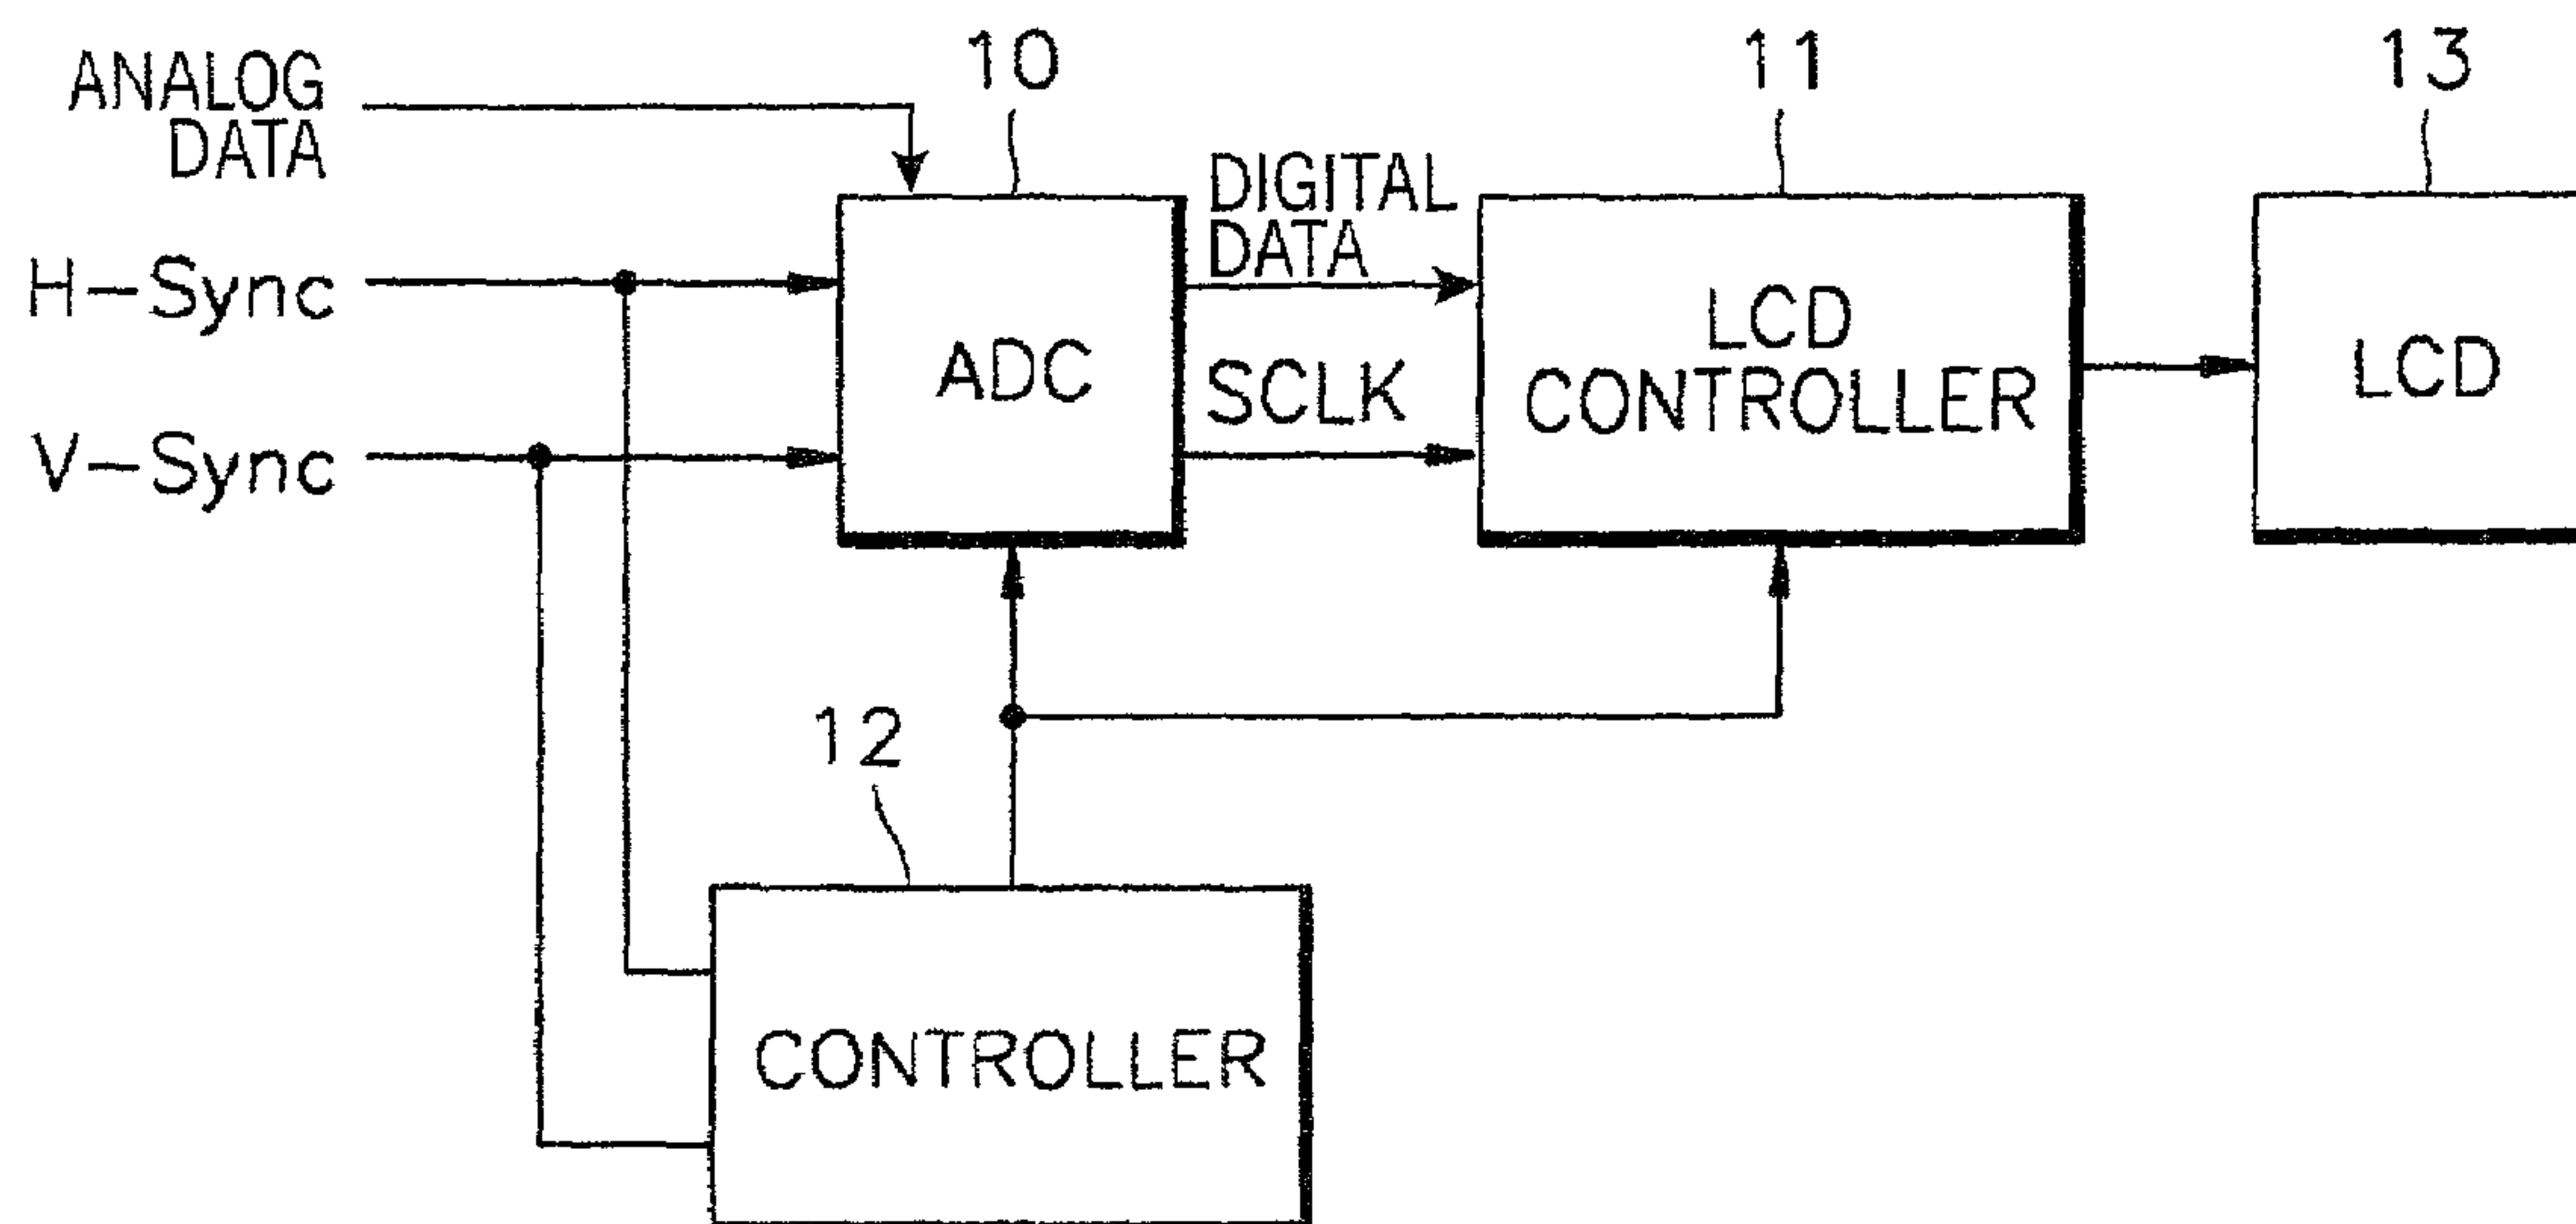 10
11
13
ANALOG
DATA
DIGITAL
DATA
H-Sync
ADC
SCLK
LCD
CONTROLLER
LCD
V-Sync
12
CONTROLLER